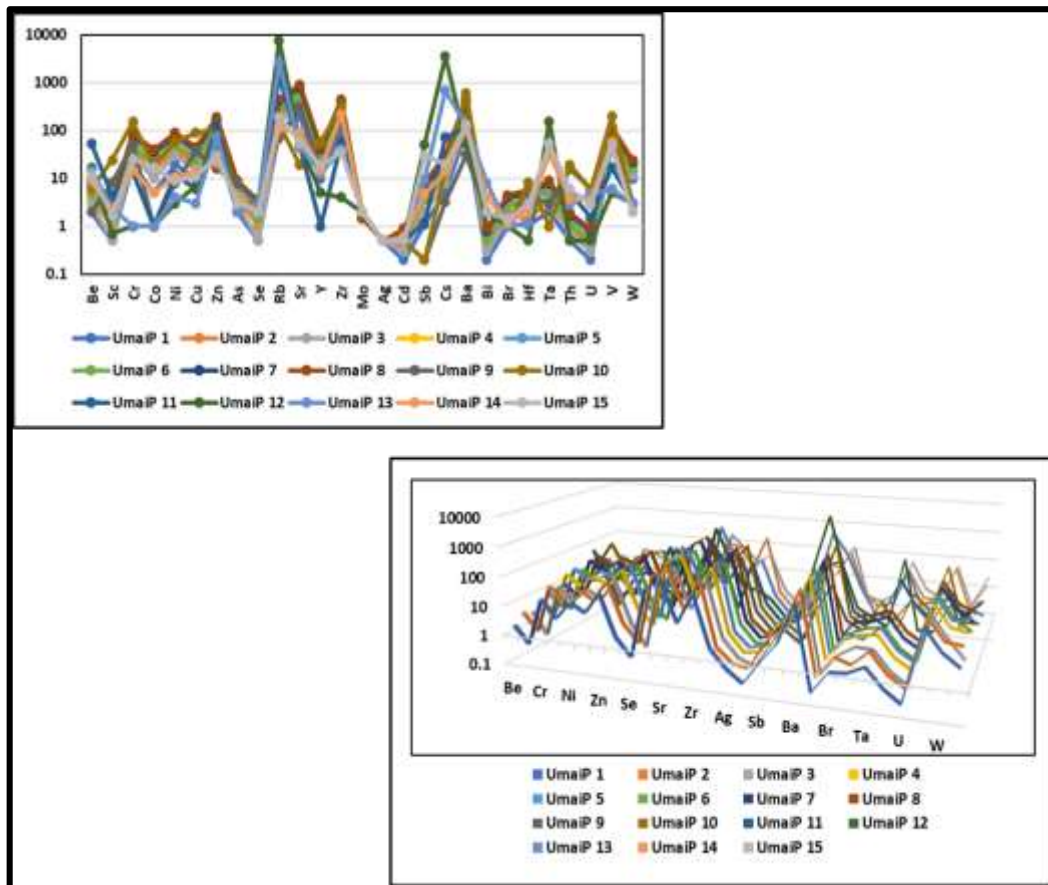 10000
1000
100
10
1
0.1
Be Sc Cr Co Ni Cu Zn As Se Rb Sr Y Zr Mo Ag Cd Sb Cs Ba Bi Br Hf Ta Th U V W
UmaiP 1 UmaiP 2 UmaiP 3 UmaiP 4 UmaiP 5
UmaiP 6 UmaiP 7 UmaiP 8 UmaiP 9 UmaiP 10
UmaiP 11 UmaiP 12 UmaiP 13 UmaiP 14 UmaiP 15
10000
1000
100
10
1
0.1
Be Cr Ni Zn Se Sr Zr Ag Sb Ba Br Ta U W
UmaiP 1 UmaiP 2 UmaiP 3 UmaiP 4
UmaiP 5 UmaiP 6 UmaiP 7 UmaiP 8
UmaiP 9 UmaiP 10 UmaiP 11 UmaiP 12
UmaiP 13 UmaiP 14 UmaiP 15